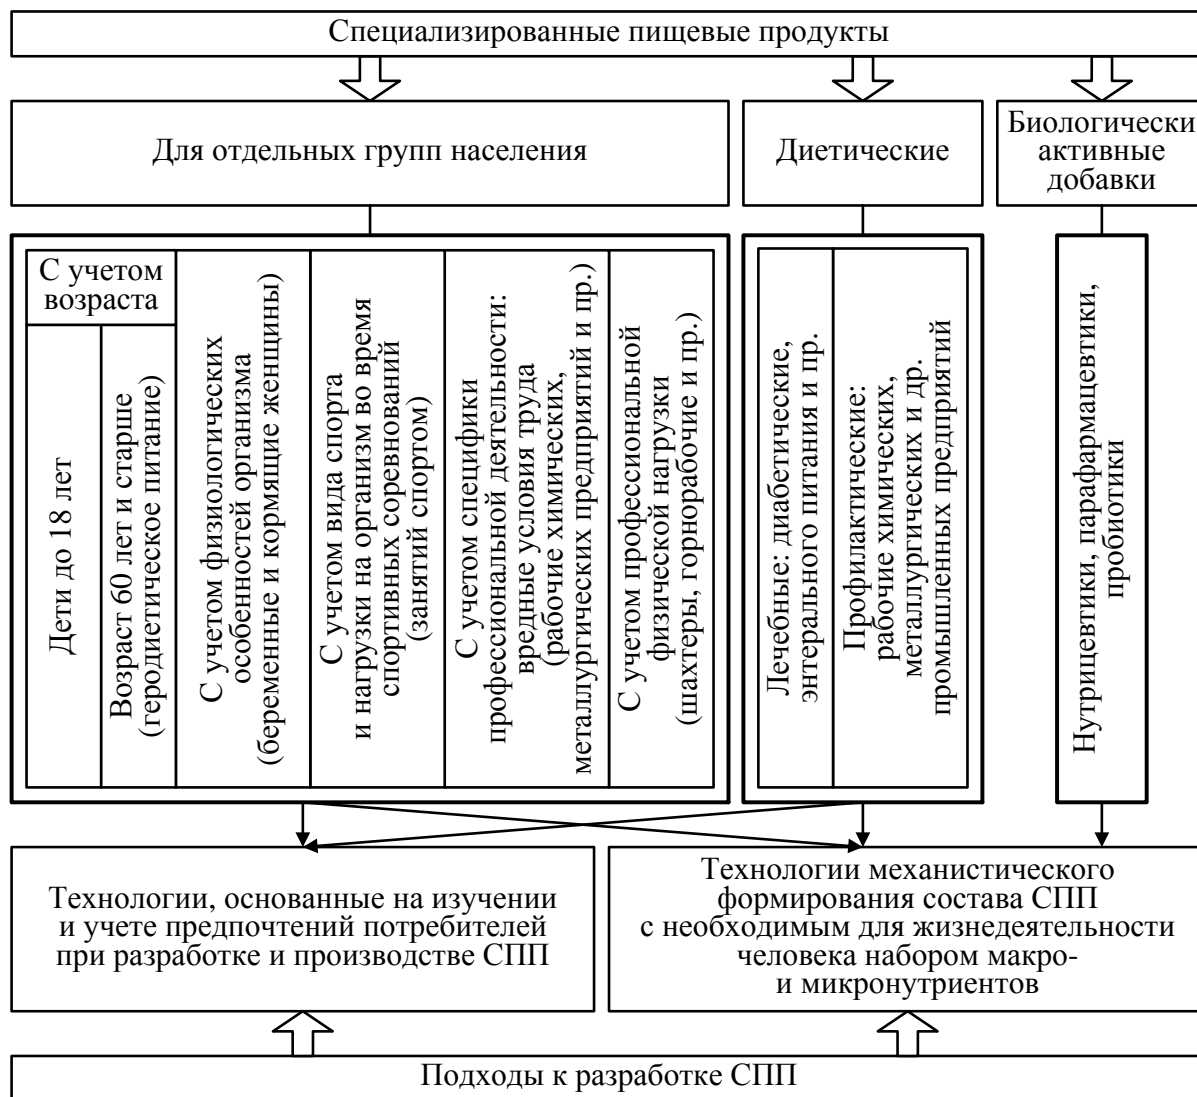 Специализированные пищевые продукты
Для отдельных групп населения
Диетические
Биологически
активные
добавки
С учетом
возраста
Дети до 18 лет
Возраст 60 лет и старше
(геродиетическое питание)
С учетом физиологических
особенностей организма
(беременные и кормящие женщины)
С учетом вида спорта
и нагрузки на организм во время
спортивных соревнований
(занятий спортом)
С учетом специфики
профессиональной деятельности:
вредные условия труда
(рабочие химических,
металлургических предприятий и пр.)
С учетом профессиональной
физической нагрузки
(шахтеры, горнорабочие и пр.)
Лечебные: диабетические,
энтерального питания и пр.
Профилактические:
рабочие химических,
металлургических и др.
промышленных предприятий
Нутрицевтики, парафармацевтики,
пробиотики
Технологии, основанные на изучении
и учете предпочтений потребителей
при разработке и производстве СПП
Технологии механистического
формирования состава СПП
с необходимым для жизнедеятельности
человека набором макро-
и микронутриентов
Подходы к разработке СПП